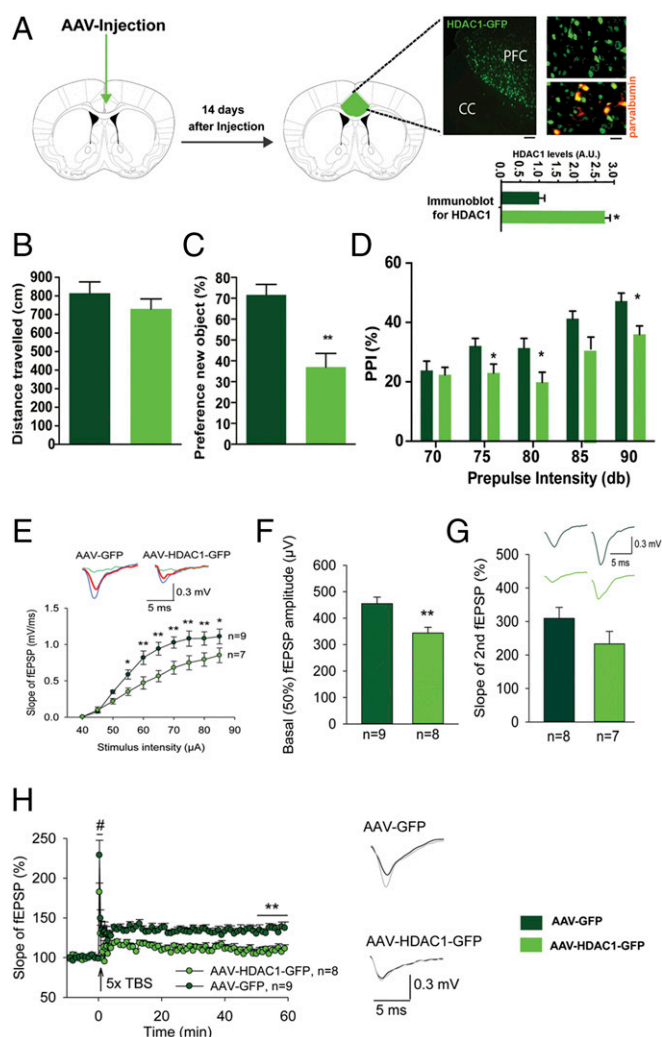 A
AAV-Injection
14 days
after Injection
HDAC1-GFP
PFC
CC
parvalbumin
HDAC1 levels (A.U.)
0.0 0.5 1.0 1.5 2.0 2.5 3.0
Immunoblot
for HDAC1
*
B
Distance travelled (cm)
900
800
700
600
500
400
300
200
100
0
C
Preference new object (%)
80
70
60
50
40
30
20
10
0
**
D
PPI (%)
60
40
20
0
* * *
70 75 80 85 90
Prepulse Intensity (db)
E
AAV-GFP AAV-HDAC1-GFP
0.3 mV
5 ms
Slope of fEPSP (mV/ms)
1.5
1.0
0.5
0.0
* ** ** ** ** ** *
n=9
n=7
40 50 60 70 80 90
Stimulus intensity (µA)
F
Basal (50%) fEPSP amplitude (µV)
600
500
400
300
200
100
0
**
n=9 n=8
G
0.3 mV
5 ms
Slope of 2nd fEPSP (%)
500
400
300
200
100
0
n=8 n=7
H
Slope of fEPSP (%)
250
200
150
100
50
#
**
5x TBS
AAV-HDAC1-GFP, n=8
AAV-GFP, n=9
0 20 40 60
Time (min)
AAV-GFP
AAV-HDAC1-GFP
0.3 mV
5 ms
AAV-GFP
AAV-HDAC1-GFP